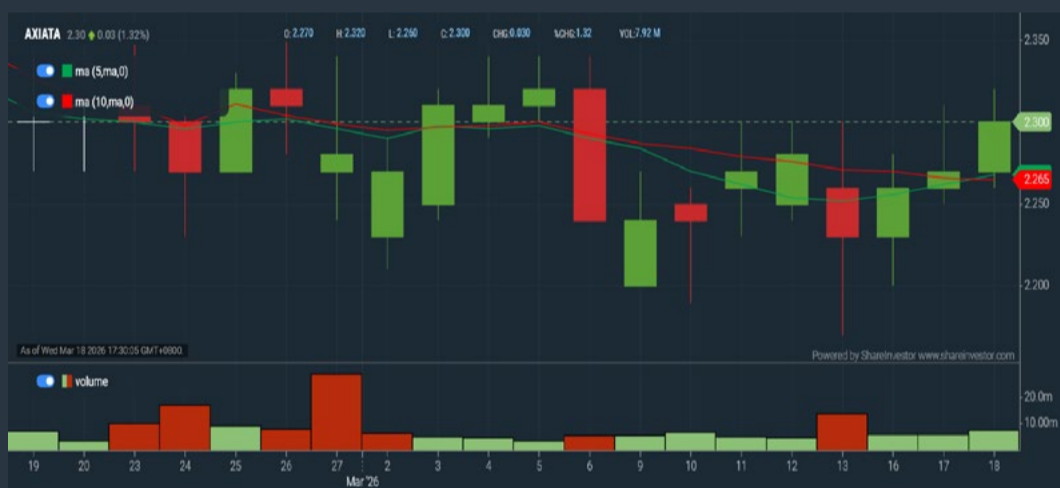 AXIATA 2.30 0.03 (1.32%) O: 2.270 H: 2.320 L: 2.260 C: 2.300 CHG:0.030 %CHG:1.32 VOL:7.92 M
2.350
ma (5,ma,0)
ma (10,ma,0)
2.300
2.265
2.250
2.200
As of Wed Mar 18 2026 17:30:05 GMT+0800.
Powered by ShareInvestor www.shareinvestor.com
volume
20.0m
10.00m
19 20 23 24 25 26 27 2 3 4 5 6 9 10 11 12 13 16 17 18
Mar '26